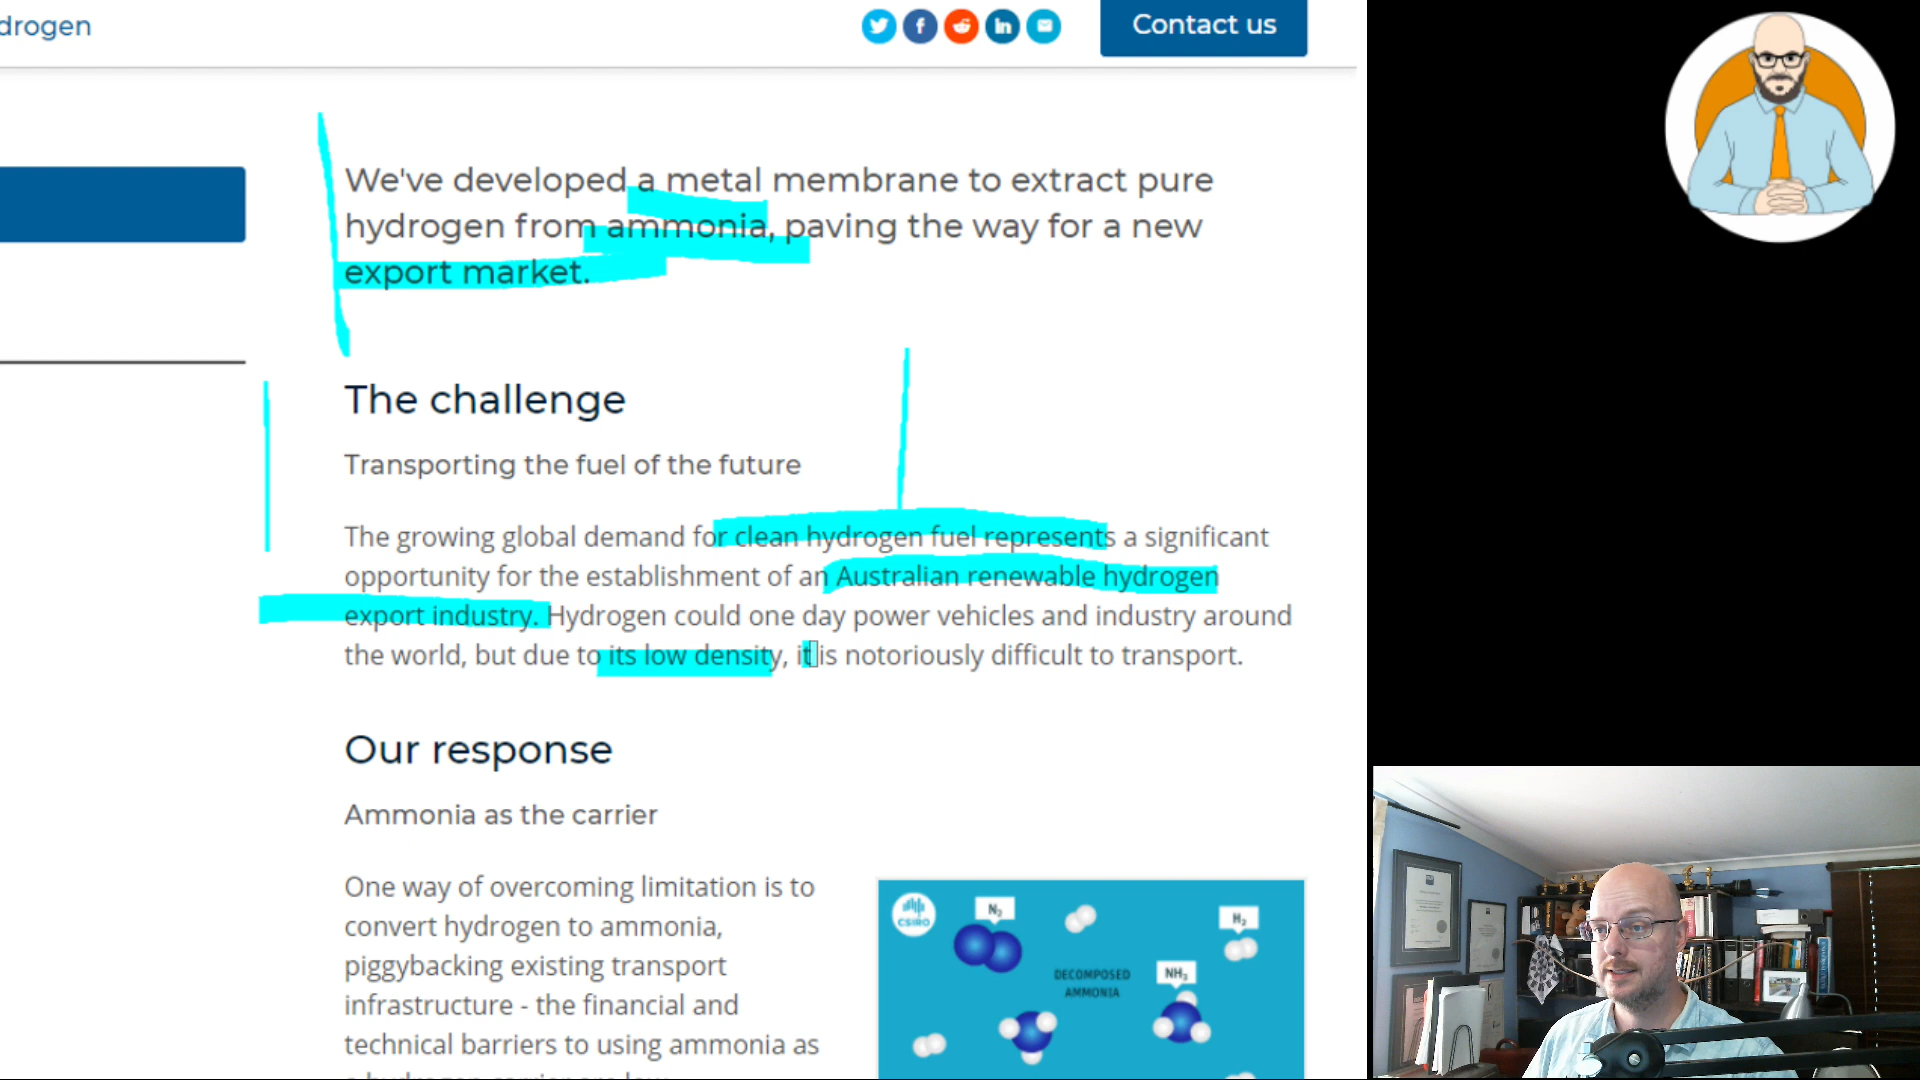 drogen
Contact us
We've developed a metal membrane to extract pure
hydrogen from ammonia, paving the way for a new
export market.
The challenge
Transporting the fuel of the future
The growing global demand for clean hydrogen fuel represents a significant
opportunity for the establishment of an Australian renewable hydrogen
export industry. Hydrogen could one day power vehicles and industry around
the world, but due to its low density, it is notoriously difficult to transport.
Our response
Ammonia as the carrier
One way of overcoming limitation is to
convert hydrogen to ammonia,
piggybacking existing transport
infrastructure - the financial and
technical barriers to using ammonia as
CSIRO
N₂
H₂
DECOMPOSED
AMMONIA
NH₃